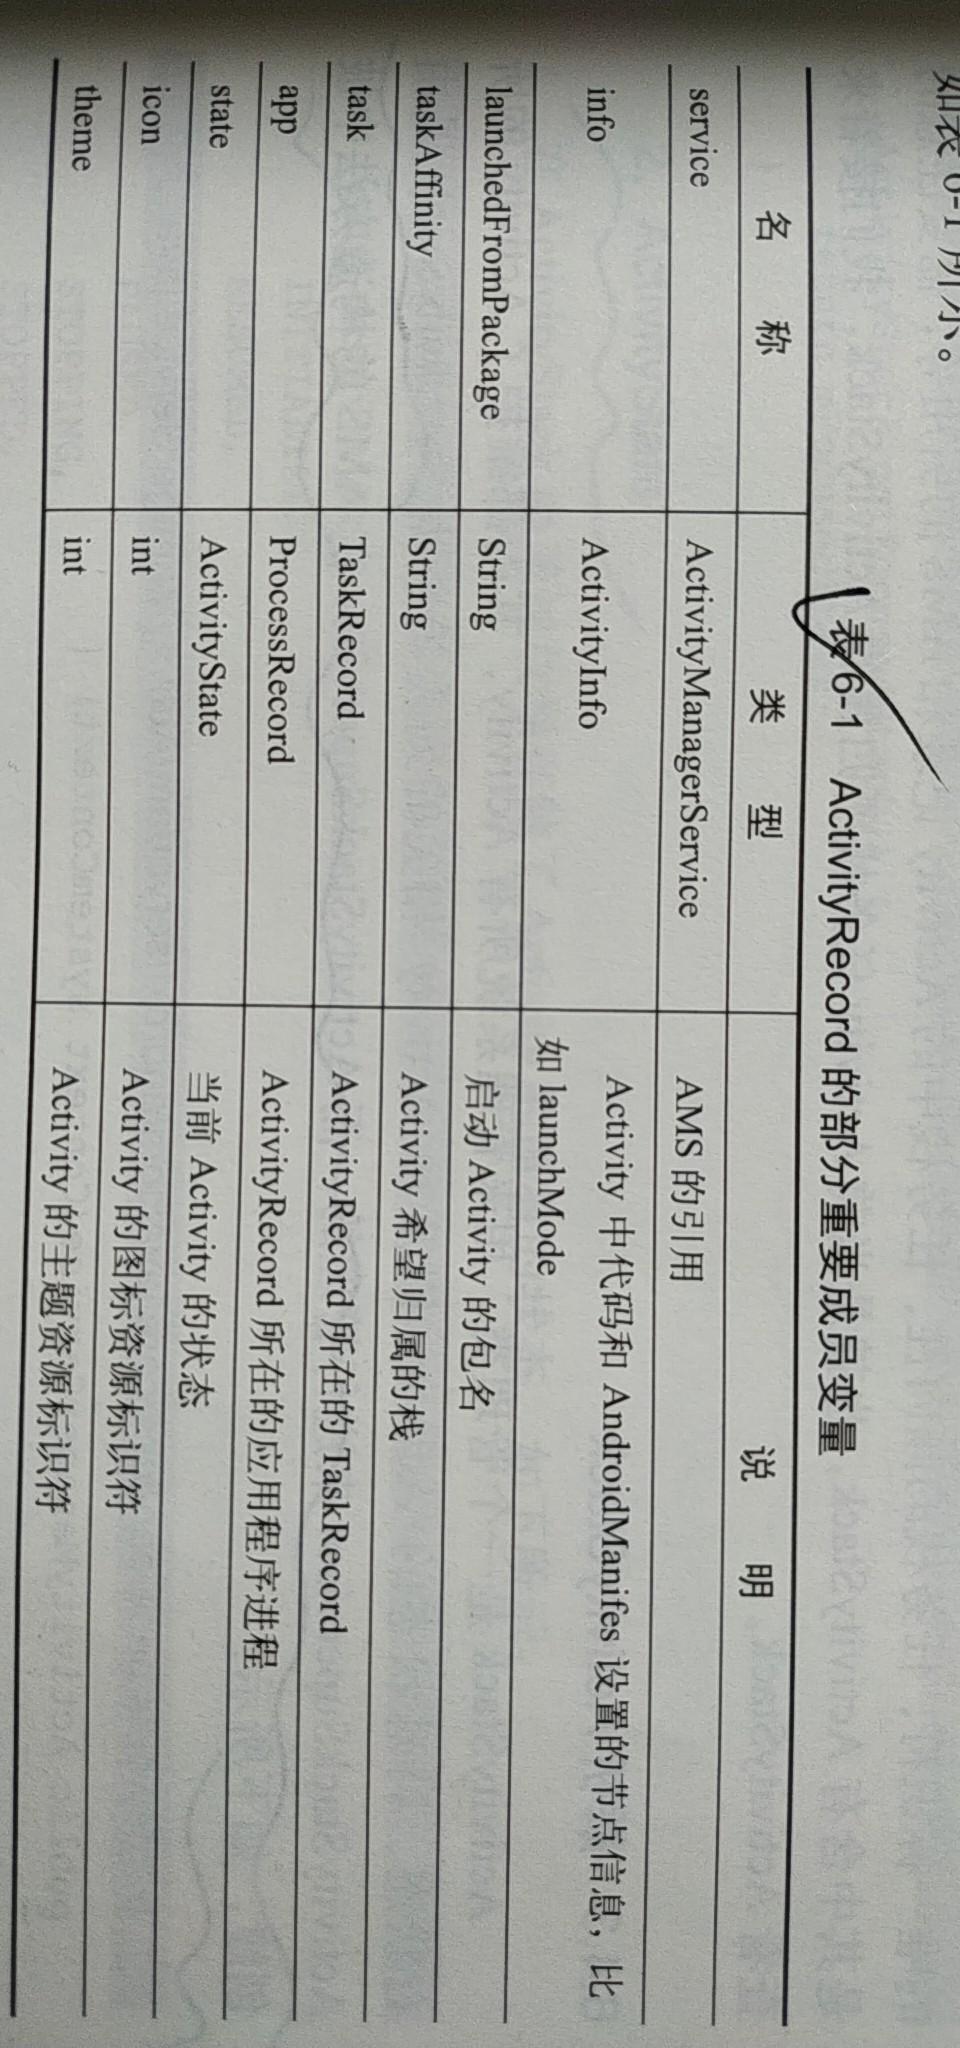 如表 6-1 所示。
表 6-1 ActivityRecord 的部分重要成员变量
名 称 类 型 说 明
service ActivityManagerService AMS 的引用
info ActivityInfo Activity 中代码和 AndroidManifes 设置的节点信息，比
如 launchMode
launchedFromPackage String 启动 Activity 的包名
taskAffinity String Activity 希望归属的栈
task TaskRecord ActivityRecord 所在的 TaskRecord
app ProcessRecord ActivityRecord 所在的应用程序进程
state ActivityState 当前 Activity 的状态
icon int Activity 的图标资源标识符
theme int Activity 的主题资源标识符